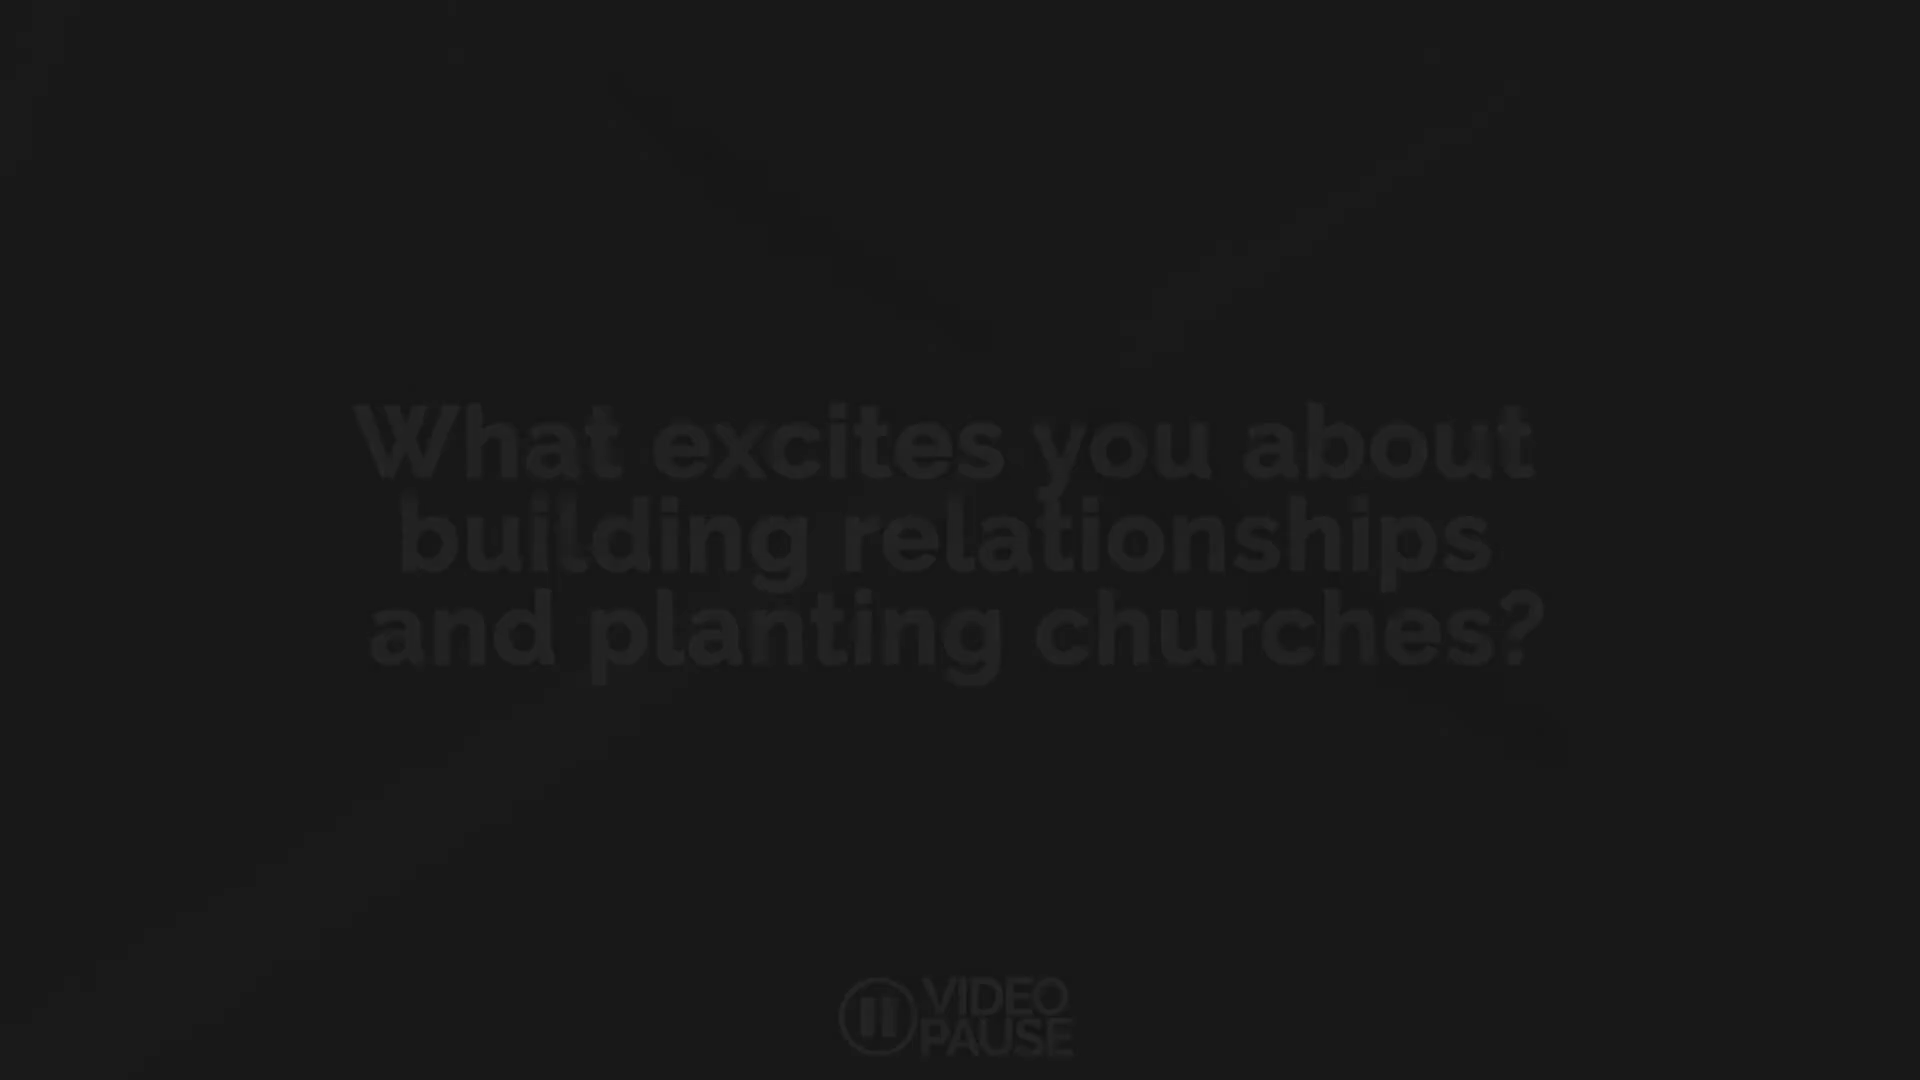 What excites you about
building relationships
and planting churches?
VIDEO
PAUSE